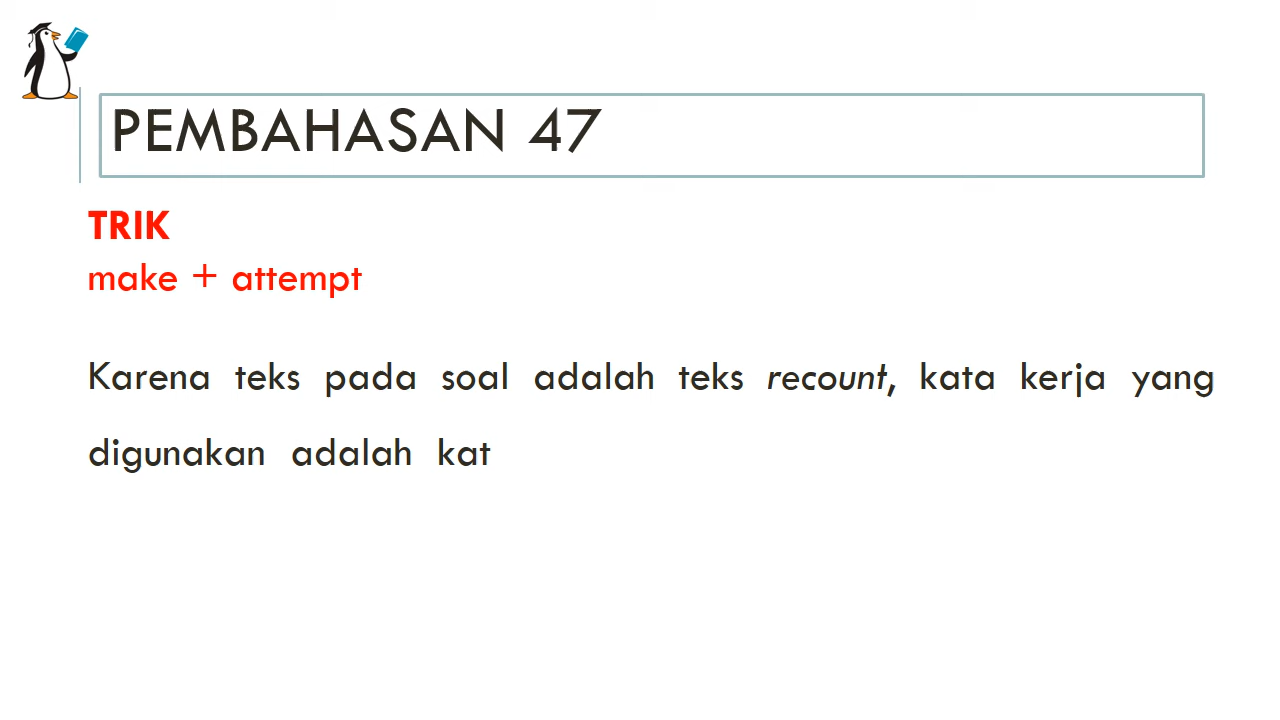 PEMBAHASAN 47
TRIK
make + attempt
Karena teks pada soal adalah teks recount, kata kerja yang
digunakan adalah kat